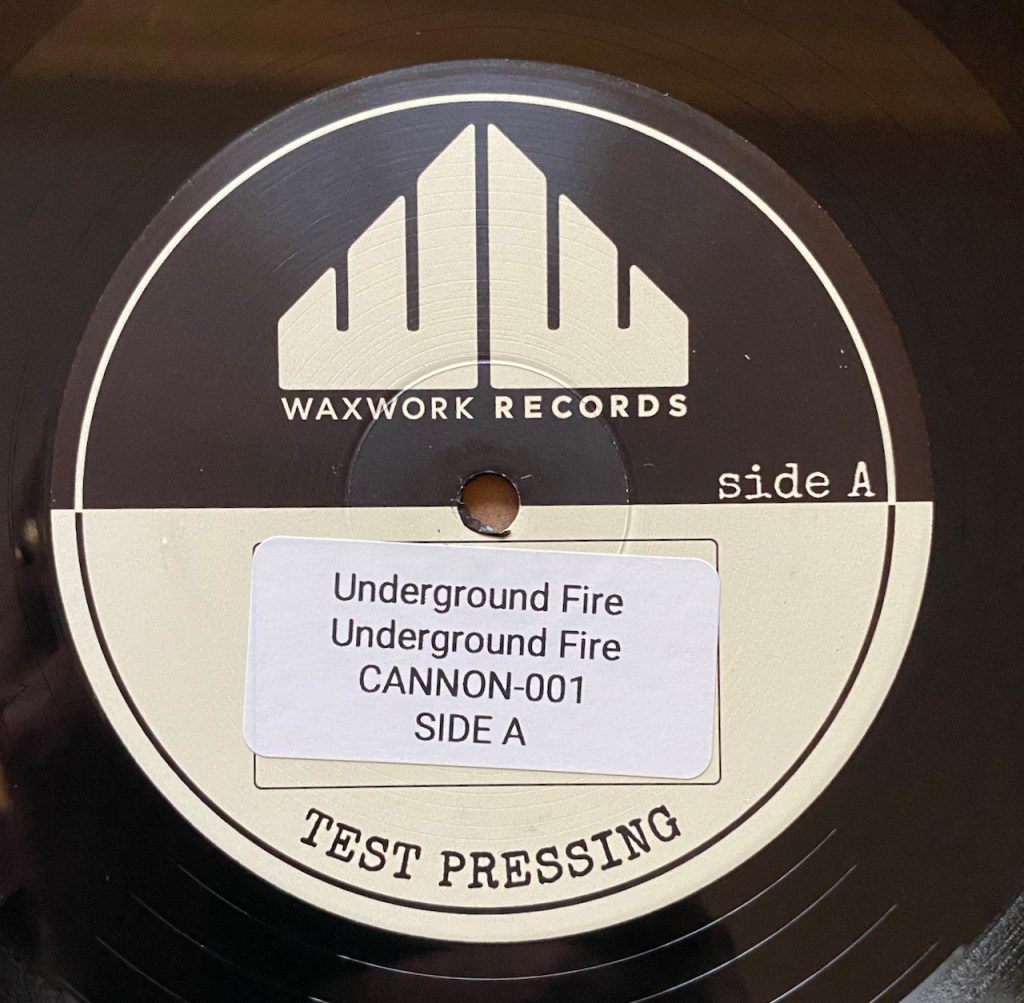 WAXWORK RECORDS
side A
Underground Fire
Underground Fire
CANNON-001
SIDE A
TEST PRESSING